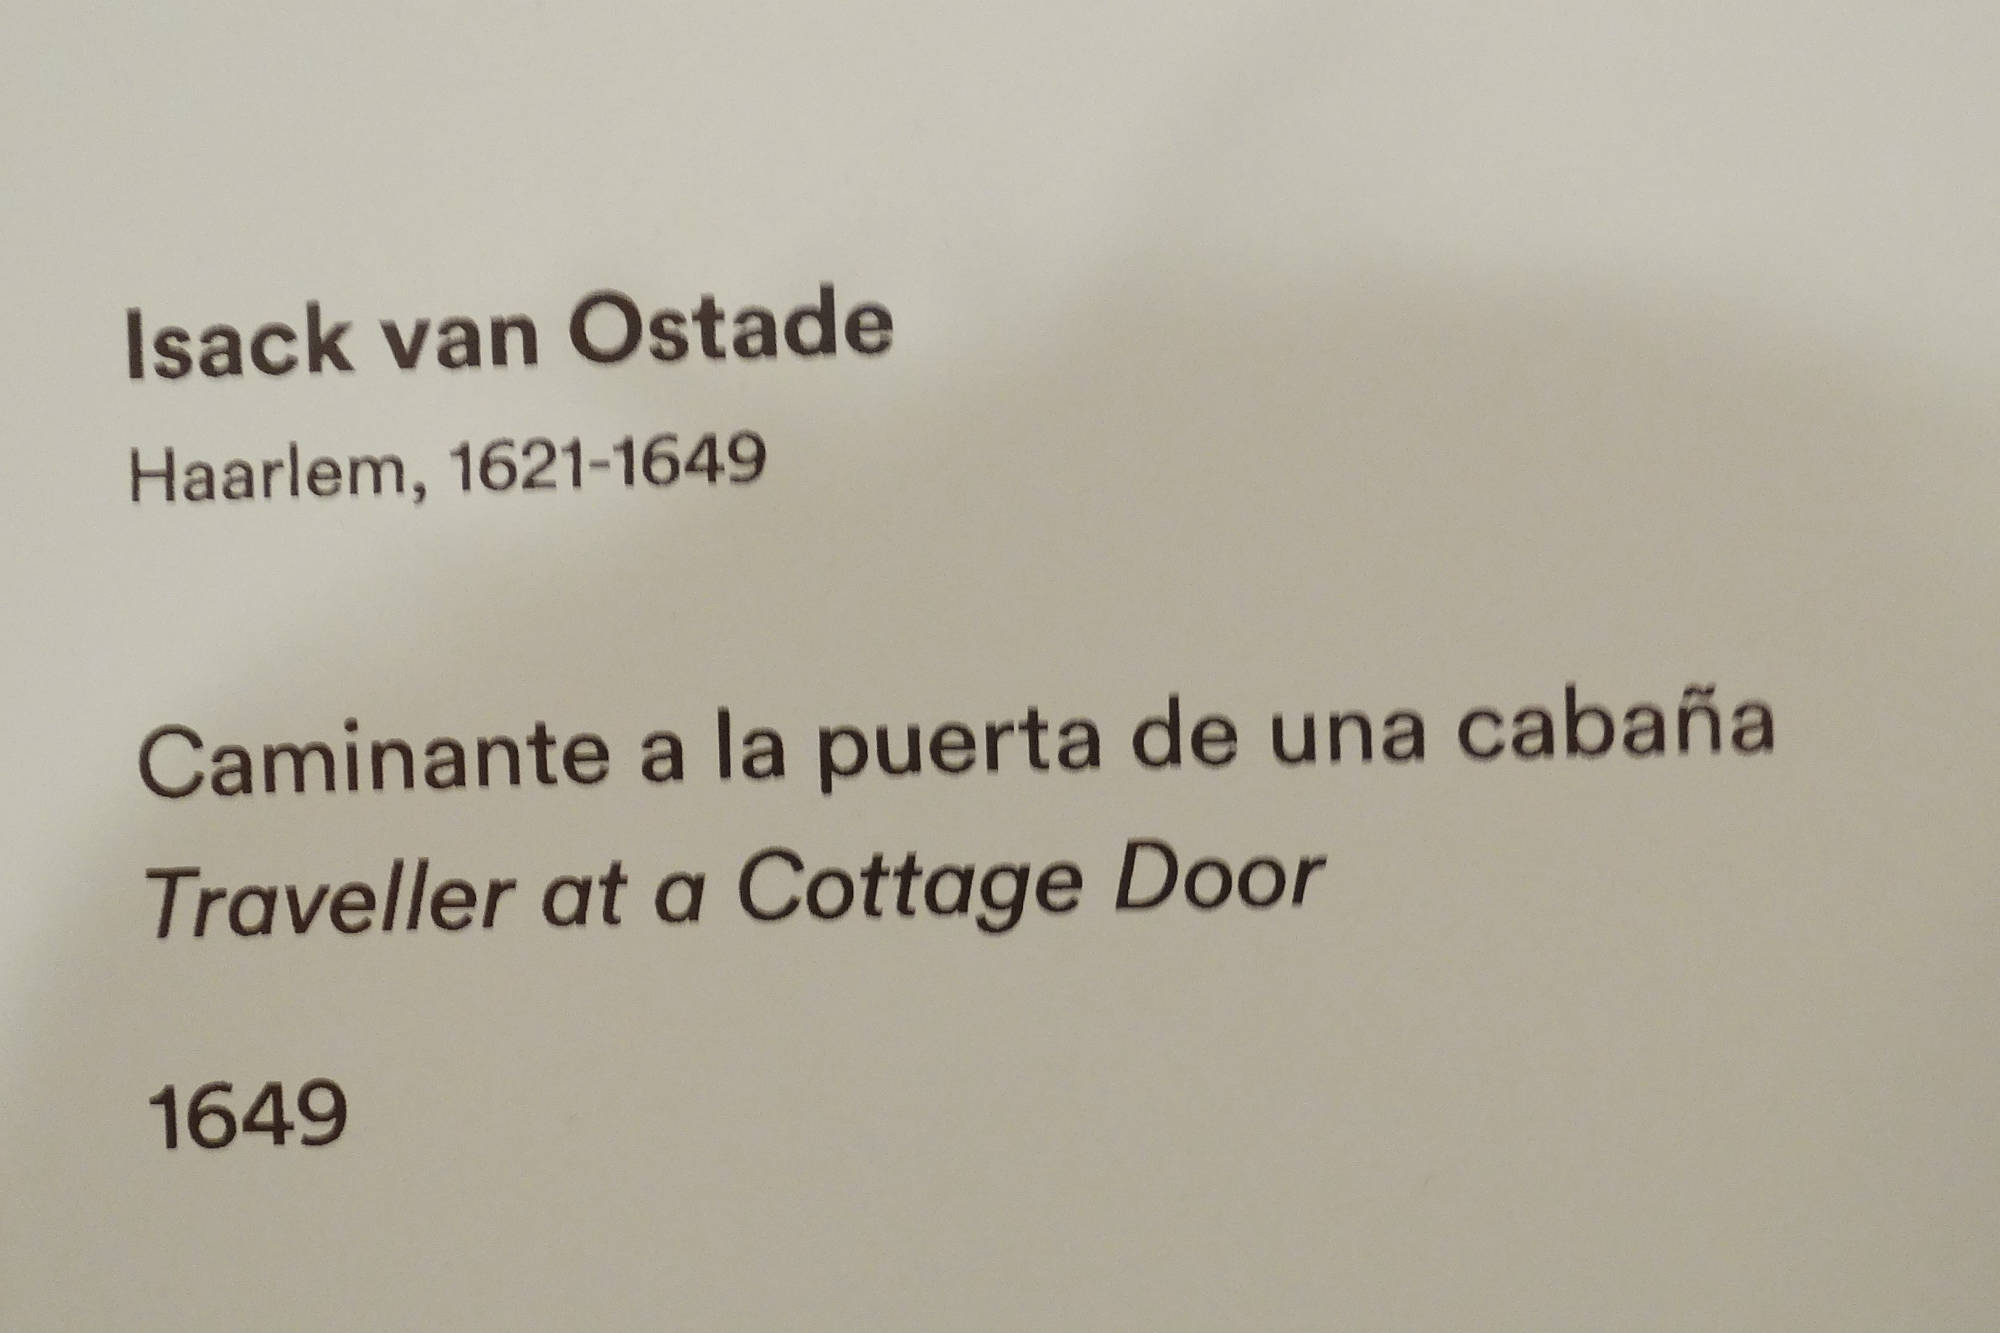 Isack van Ostade
Haarlem, 1621-1649
Caminante a la puerta de una cabaña
Traveller at a Cottage Door
1649